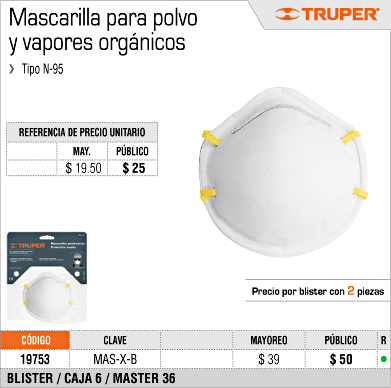 Mascarilla para polvo
y vapores orgánicos
› Tipo N-95
TRUPER®
REFERENCIA DE PRECIO UNITARIO
MAY. PÚBLICO
$ 19.50 $ 25
TRUPER
Precio por blister con 2 piezas
CÓDIGO CLAVE MAYOREO PÚBLICO R
19753 MAS-X-B $ 39 $ 50
BLISTER / CAJA 6 / MASTER 36